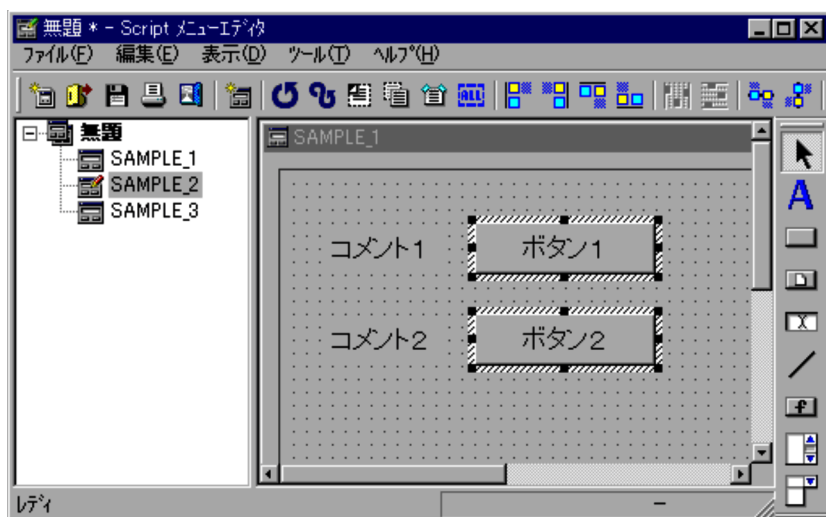 無題 * - Script ﾒﾆｭｰｴﾃﾞｨﾀ
ﾌｧｲﾙ(F) 編集(E) 表示(D) ﾂｰﾙ(T) ﾍﾙﾌﾟ(H)
ALL
無題
SAMPLE_1
SAMPLE_2
SAMPLE_3
SAMPLE_1
コメント1 ボタン1
コメント2 ボタン2
A
X
f
ﾚﾃﾞｨ